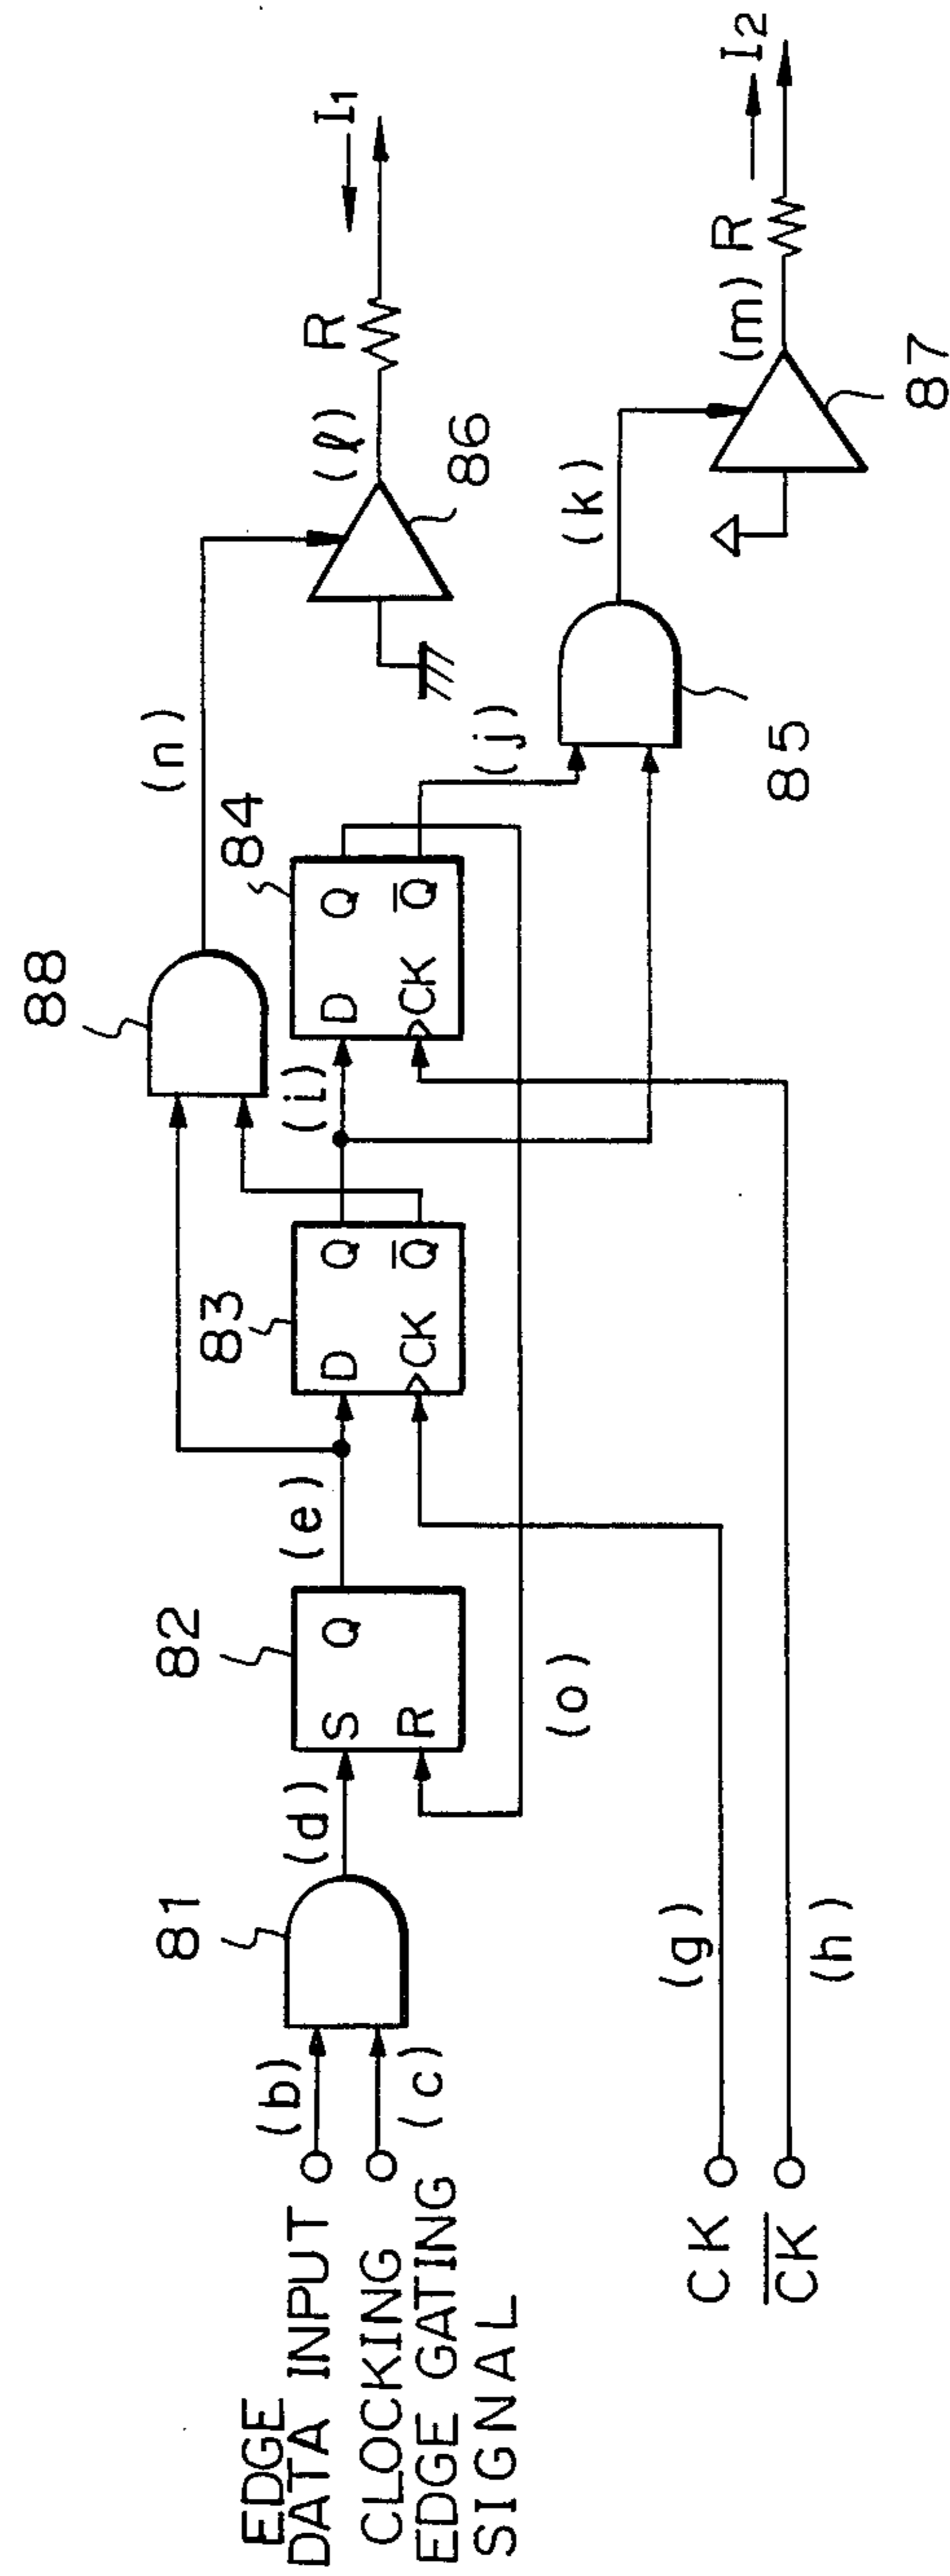 EDGE
DATA INPUT
(b)
CLOCKING
EDGE GATING
SIGNAL
(c)
81
(d)
82
S
Q
R
(e)
(o)
83
D
Q
CK
Q̅
88
(i)
84
D
Q
CK
Q̅
(n)
(j)
85
(k)
86
(ℓ)
R
I1
87
(m)
R
I2
CK
(g)
C̅K̅
(h)